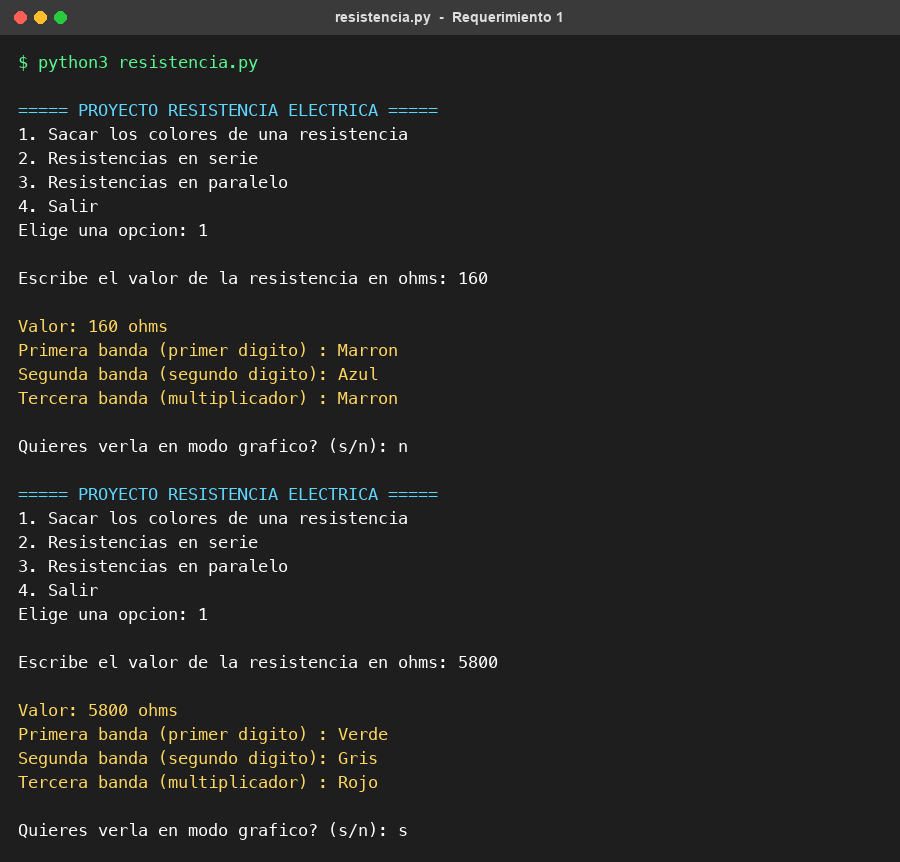 resistencia.py - Requerimiento 1
$ python3 resistencia.py
===== PROYECTO RESISTENCIA ELECTRICA =====
1. Sacar los colores de una resistencia
2. Resistencias en serie
3. Resistencias en paralelo
4. Salir
Elige una opcion: 1
Escribe el valor de la resistencia en ohms: 160
Valor: 160 ohms
Primera banda (primer digito) : Marron
Segunda banda (segundo digito): Azul
Tercera banda (multiplicador) : Marron
Quieres verla en modo grafico? (s/n): n
===== PROYECTO RESISTENCIA ELECTRICA =====
1. Sacar los colores de una resistencia
2. Resistencias en serie
3. Resistencias en paralelo
4. Salir
Elige una opcion: 1
Escribe el valor de la resistencia en ohms: 5800
Valor: 5800 ohms
Primera banda (primer digito) : Verde
Segunda banda (segundo digito): Gris
Tercera banda (multiplicador) : Rojo
Quieres verla en modo grafico? (s/n): s